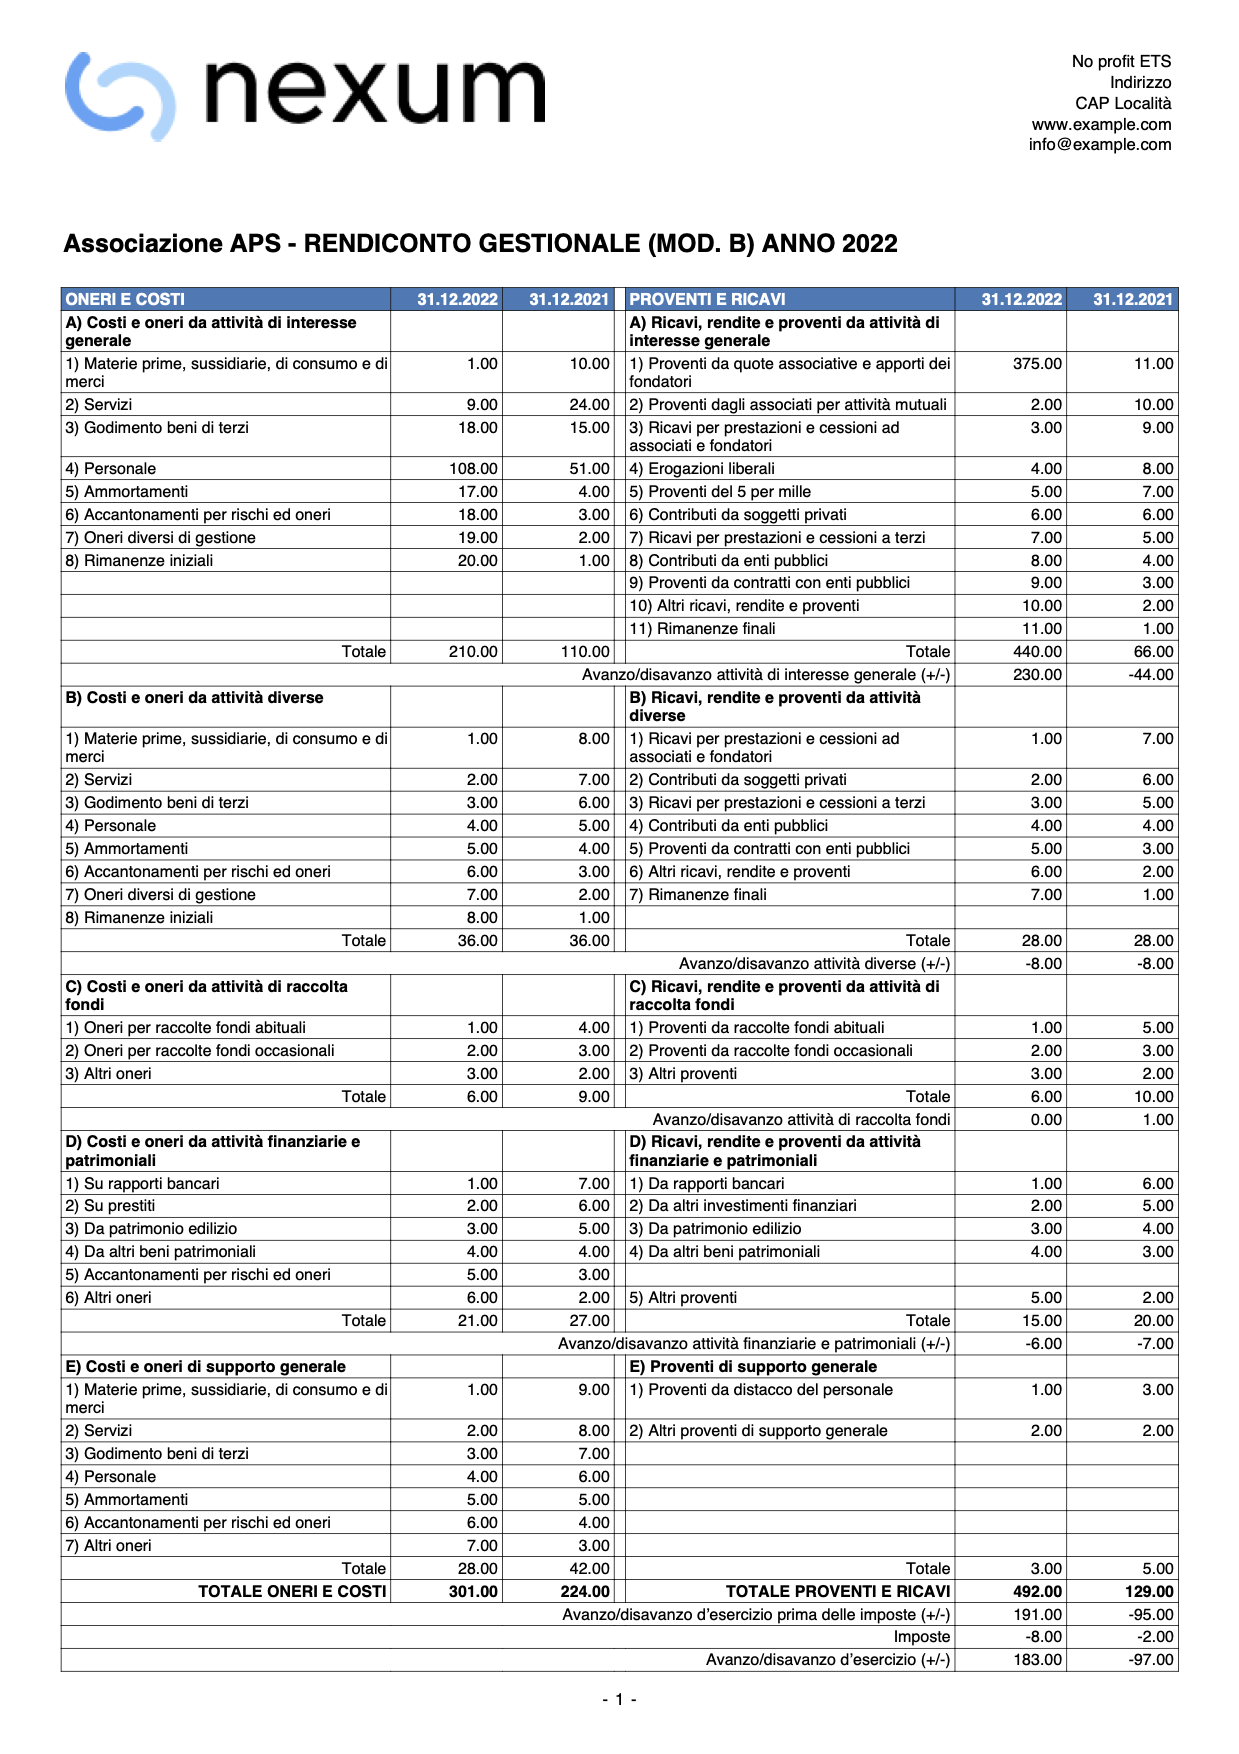 nexum
No profit ETS
Indirizzo
CAP Località
www.example.com
info@example.com
Associazione APS - RENDICONTO GESTIONALE (MOD. B) ANNO 2022
ONERI E COSTI 31.12.2022 31.12.2021 PROVENTI E RICAVI 31.12.2022 31.12.2021
A) Costi e oneri da attività di interesse A) Ricavi, rendite e proventi da attività di
generale interesse generale
1) Materie prime, sussidiarie, di consumo e di 1.00 10.00 1) Proventi da quote associative e apporti dei 375.00 11.00
merci fondatori
2) Servizi 9.00 24.00 2) Proventi dagli associati per attività mutuali 2.00 10.00
3) Godimento beni di terzi 18.00 15.00 3) Ricavi per prestazioni e cessioni ad 3.00 9.00
associati e fondatori
4) Personale 108.00 51.00 4) Erogazioni liberali 4.00 8.00
5) Ammortamenti 17.00 4.00 5) Proventi del 5 per mille 5.00 7.00
6) Accantonamenti per rischi ed oneri 18.00 3.00 6) Contributi da soggetti privati 6.00 6.00
7) Oneri diversi di gestione 19.00 2.00 7) Ricavi per prestazioni e cessioni a terzi 7.00 5.00
8) Rimanenze iniziali 20.00 1.00 8) Contributi da enti pubblici 8.00 4.00
9) Proventi da contratti con enti pubblici 9.00 3.00
10) Altri ricavi, rendite e proventi 10.00 2.00
11) Rimanenze finali 11.00 1.00
Totale 210.00 110.00 Totale 440.00 66.00
Avanzo/disavanzo attività di interesse generale (+/-) 230.00 -44.00
B) Costi e oneri da attività diverse B) Ricavi, rendite e proventi da attività
diverse
1) Materie prime, sussidiarie, di consumo e di 1.00 8.00 1) Ricavi per prestazioni e cessioni ad 1.00 7.00
merci associati e fondatori
2) Servizi 2.00 7.00 2) Contributi da soggetti privati 2.00 6.00
3) Godimento beni di terzi 3.00 6.00 3) Ricavi per prestazioni e cessioni a terzi 3.00 5.00
4) Personale 4.00 5.00 4) Contributi da enti pubblici 4.00 4.00
5) Ammortamenti 5.00 4.00 5) Proventi da contratti con enti pubblici 5.00 3.00
6) Accantonamenti per rischi ed oneri 6.00 3.00 6) Altri ricavi, rendite e proventi 6.00 2.00
7) Oneri diversi di gestione 7.00 2.00 7) Rimanenze finali 7.00 1.00
8) Rimanenze iniziali 8.00 1.00
Totale 36.00 36.00 Totale 28.00 28.00
Avanzo/disavanzo attività diverse (+/-) -8.00 -8.00
C) Costi e oneri da attività di raccolta C) Ricavi, rendite e proventi da attività di
fondi raccolta fondi
1) Oneri per raccolte fondi abituali 1.00 4.00 1) Proventi da raccolte fondi abituali 1.00 5.00
2) Oneri per raccolte fondi occasionali 2.00 3.00 2) Proventi da raccolte fondi occasionali 2.00 3.00
3) Altri oneri 3.00 2.00 3) Altri proventi 3.00 2.00
Totale 6.00 9.00 Totale 6.00 10.00
Avanzo/disavanzo attività di raccolta fondi 0.00 1.00
D) Costi e oneri da attività finanziarie e D) Ricavi, rendite e proventi da attività
patrimoniali finanziarie e patrimoniali
1) Su rapporti bancari 1.00 7.00 1) Da rapporti bancari 1.00 6.00
2) Su prestiti 2.00 6.00 2) Da altri investimenti finanziari 2.00 5.00
3) Da patrimonio edilizio 3.00 5.00 3) Da patrimonio edilizio 3.00 4.00
4) Da altri beni patrimoniali 4.00 4.00 4) Da altri beni patrimoniali 4.00 3.00
5) Accantonamenti per rischi ed oneri 5.00 3.00
6) Altri oneri 6.00 2.00 5) Altri proventi 5.00 2.00
Totale 21.00 27.00 Totale 15.00 20.00
Avanzo/disavanzo attività finanziarie e patrimoniali (+/-) -6.00 -7.00
E) Costi e oneri di supporto generale E) Proventi di supporto generale
1) Materie prime, sussidiarie, di consumo e di 1.00 9.00 1) Proventi da distacco del personale 1.00 3.00
merci
2) Servizi 2.00 8.00 2) Altri proventi di supporto generale 2.00 2.00
3) Godimento beni di terzi 3.00 7.00
4) Personale 4.00 6.00
5) Ammortamenti 5.00 5.00
6) Accantonamenti per rischi ed oneri 6.00 4.00
7) Altri oneri 7.00 3.00
Totale 28.00 42.00 Totale 3.00 5.00
TOTALE ONERI E COSTI 301.00 224.00 TOTALE PROVENTI E RICAVI 492.00 129.00
Avanzo/disavanzo d’esercizio prima delle imposte (+/-) 191.00 -95.00
Imposte -8.00 -2.00
Avanzo/disavanzo d’esercizio (+/-) 183.00 -97.00
- 1 -